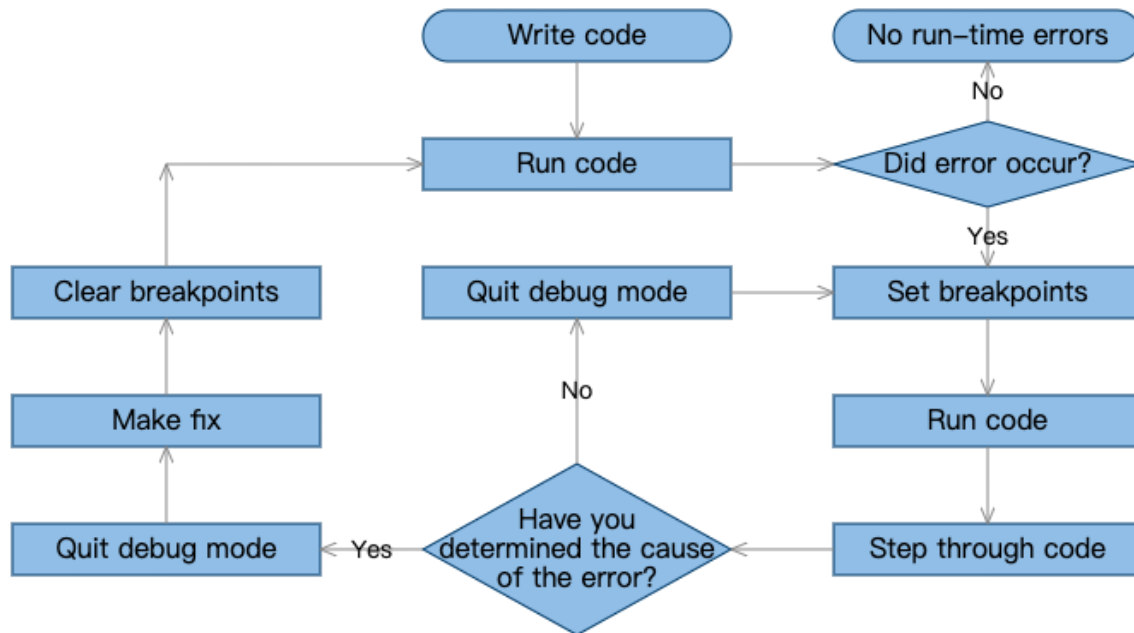 Write code
No run-time errors
No
Run code
Did error occur?
Yes
Clear breakpoints
Quit debug mode
Set breakpoints
No
Make fix
Run code
Have you
determined the cause
of the error?
Quit debug mode
Yes
Step through code